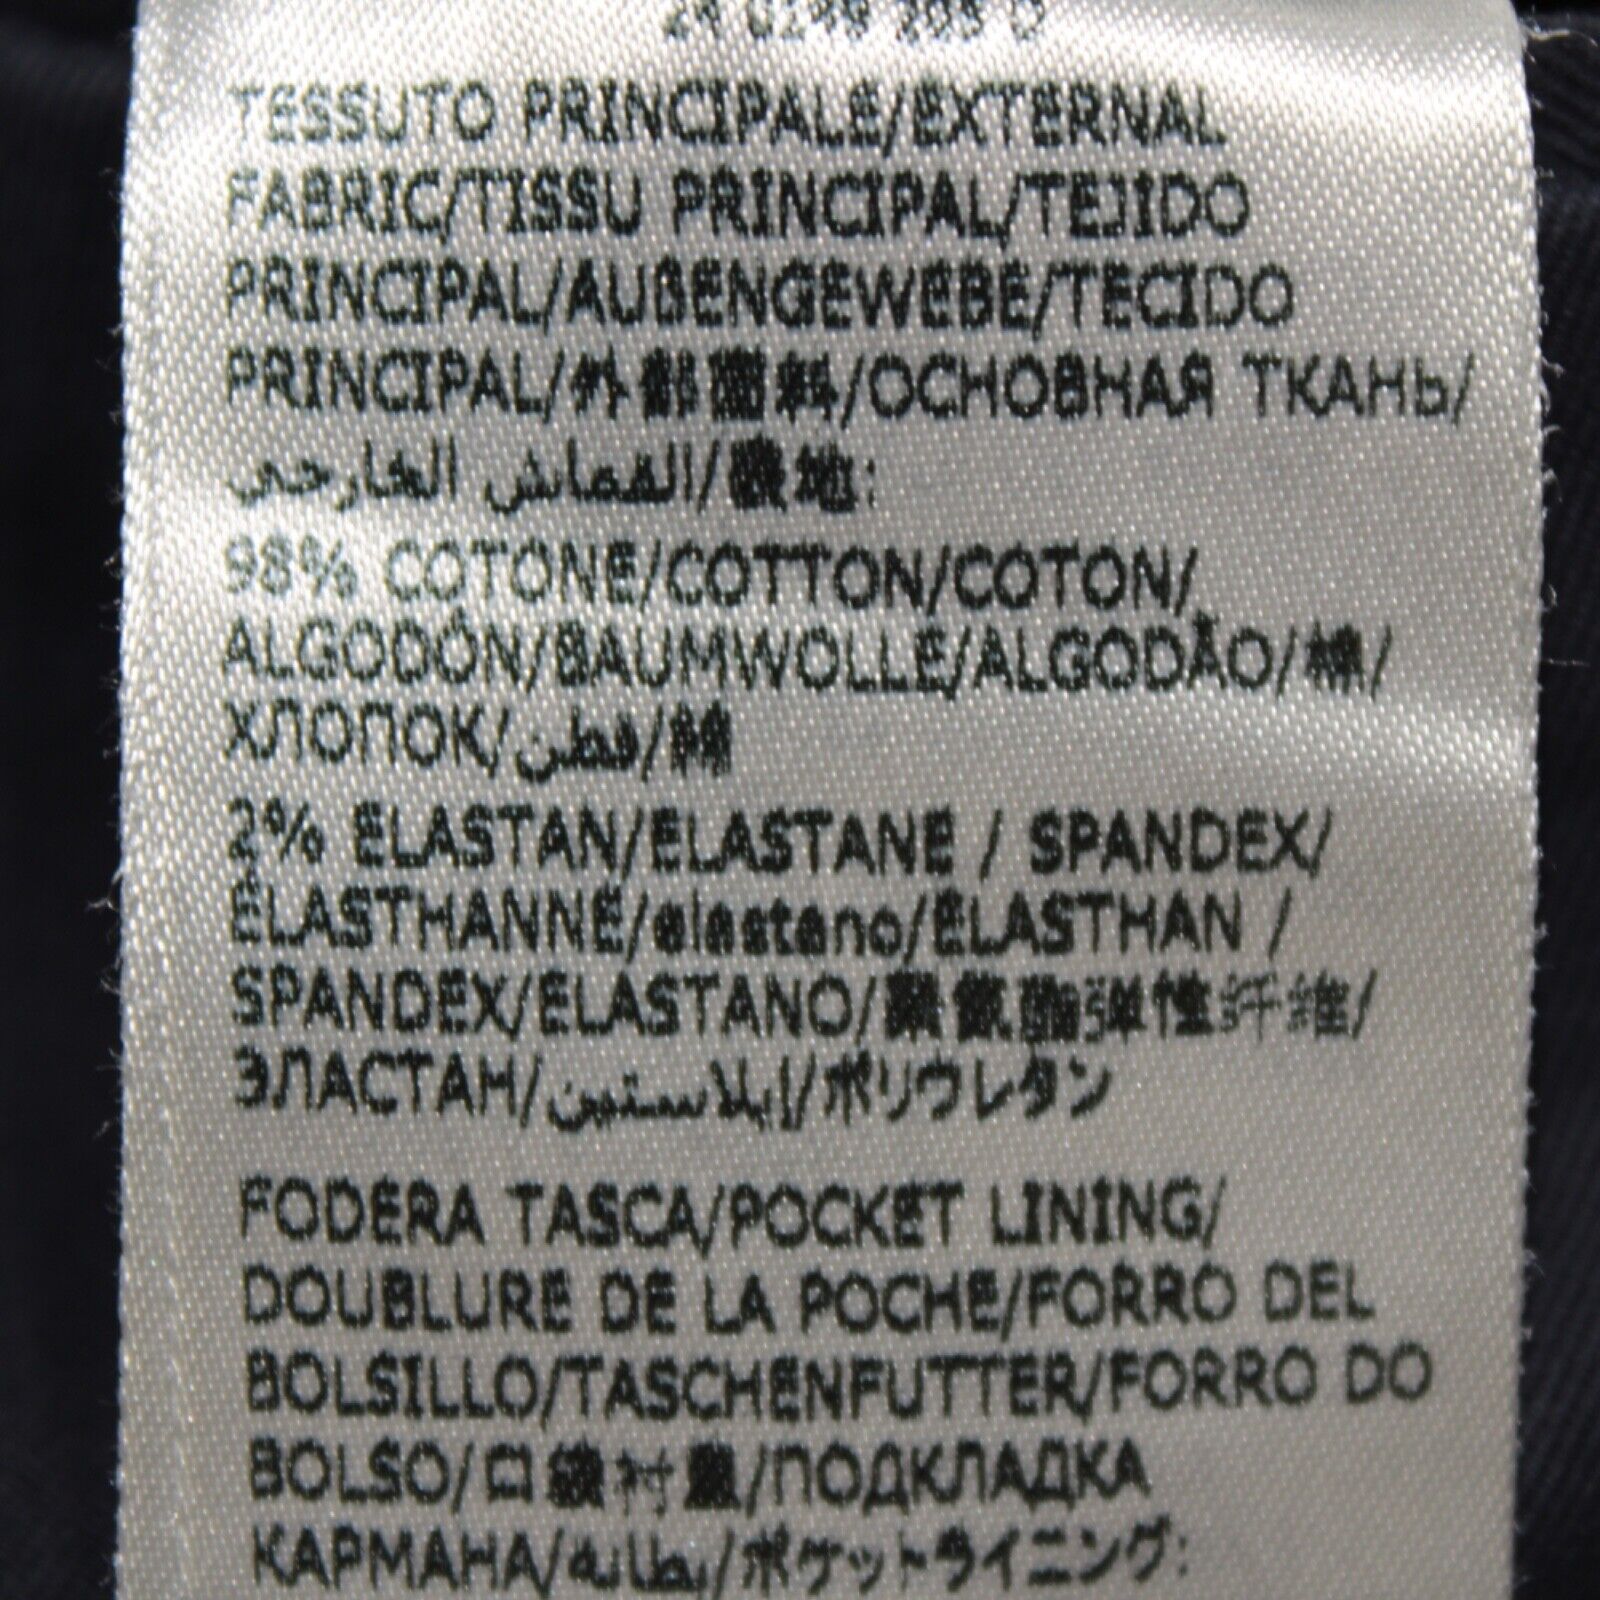 TESSUTO PRINCIPALE/EXTERNAL
FABRIC/TISSU PRINCIPAL/TEJIDO
PRINCIPAL/AUßENGEWEBE/TECIDO
PRINCIPAL/外部面料/ОСНОВНАЯ ТКАНЬ/
القماش الخارجي/表地:
98% COTONE/COTTON/COTON/
ALGODÓN/BAUMWOLLE/ALGODÃO/棉/
ХЛОПОК/قطن/綿
2% ELASTAN/ELASTANE / SPANDEX/
ÉLASTHANNE/elastano/ELASTHAN /
SPANDEX/ELASTANO/聚氨酯弹性纤维/
ЭЛАСТАН/إيلاستين/ポリウレタン
FODERA TASCA/POCKET LINING/
DOUBLURE DE LA POCHE/FORRO DEL
BOLSILLO/TASCHENFUTTER/FORRO DO
BOLSO/口袋衬里/ПОДКЛАДКА
КАРМАНА/بطانة/ポケットライニング: